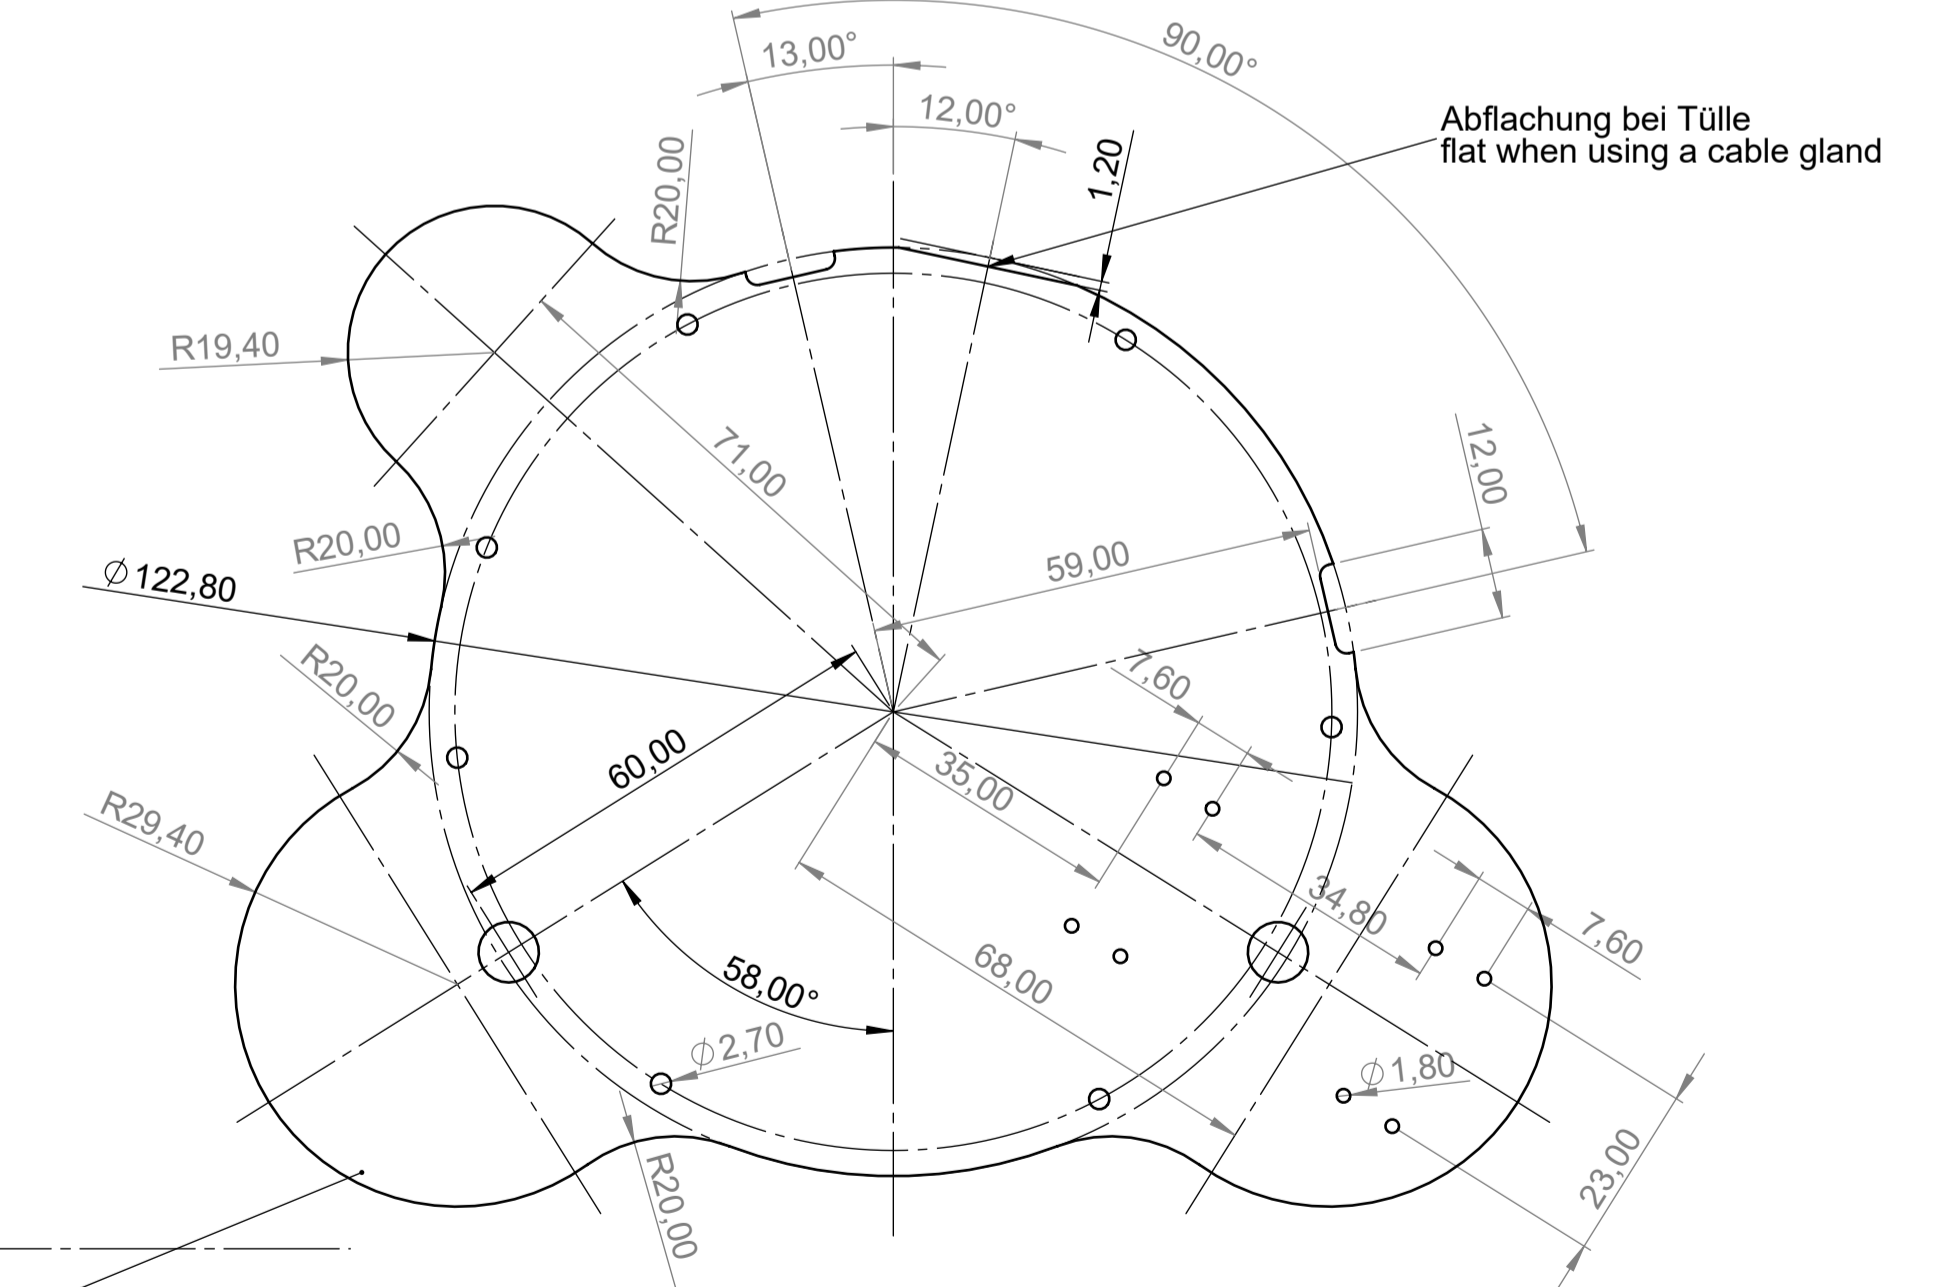 90,00°
13,00°
12,00°
Abflachung bei Tülle
flat when using a cable gland
1,20
R20,00
R19,40
71,00
12,00
R20,00
59,00
∅ 122,80
R20,00
7,60
60,00
35,00
R29,40
34,80
7,60
58,00°
68,00
∅ 2,70
∅ 1,80
23,00
R20,00